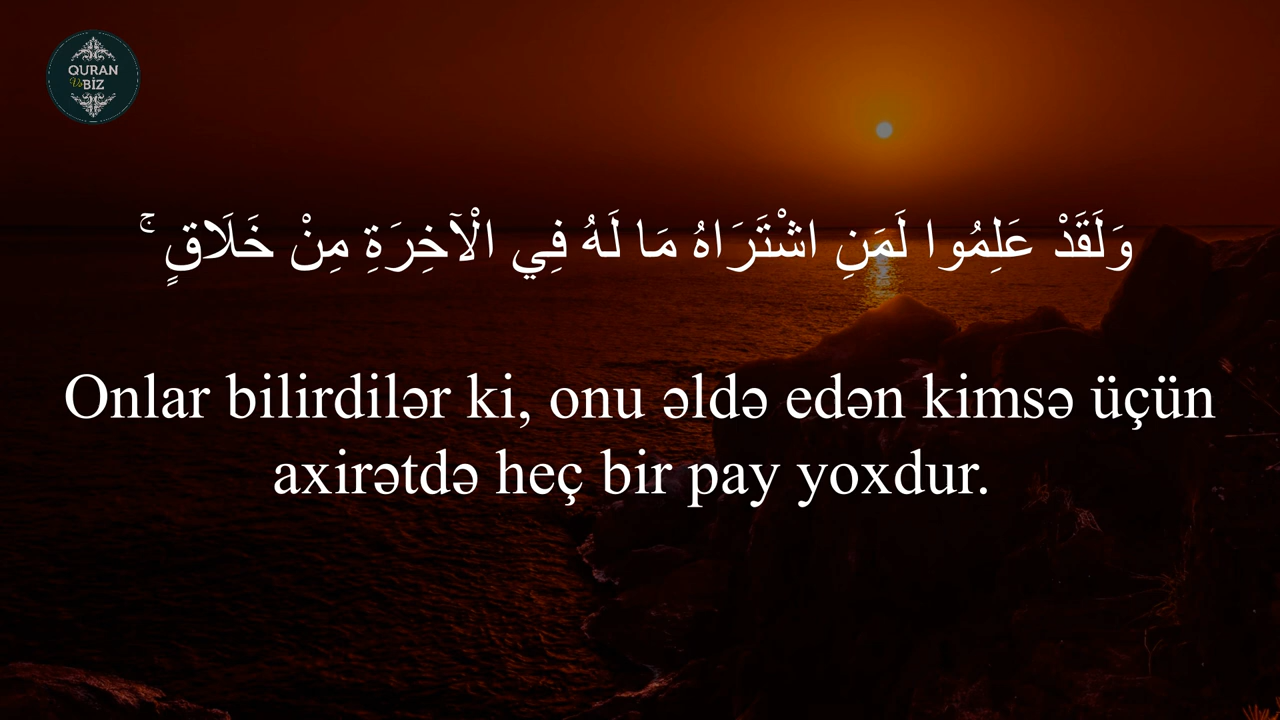 QURAN
Və BİZ
وَلَقَدْ عَلِمُوا لَمَنِ اشْتَرَاهُ مَا لَهُ فِي الْآخِرَةِ مِنْ خَلَاقٍ ۚ
Onlar bilirdilər ki, onu əldə edən kimsə üçün
axirətdə heç bir pay yoxdur.